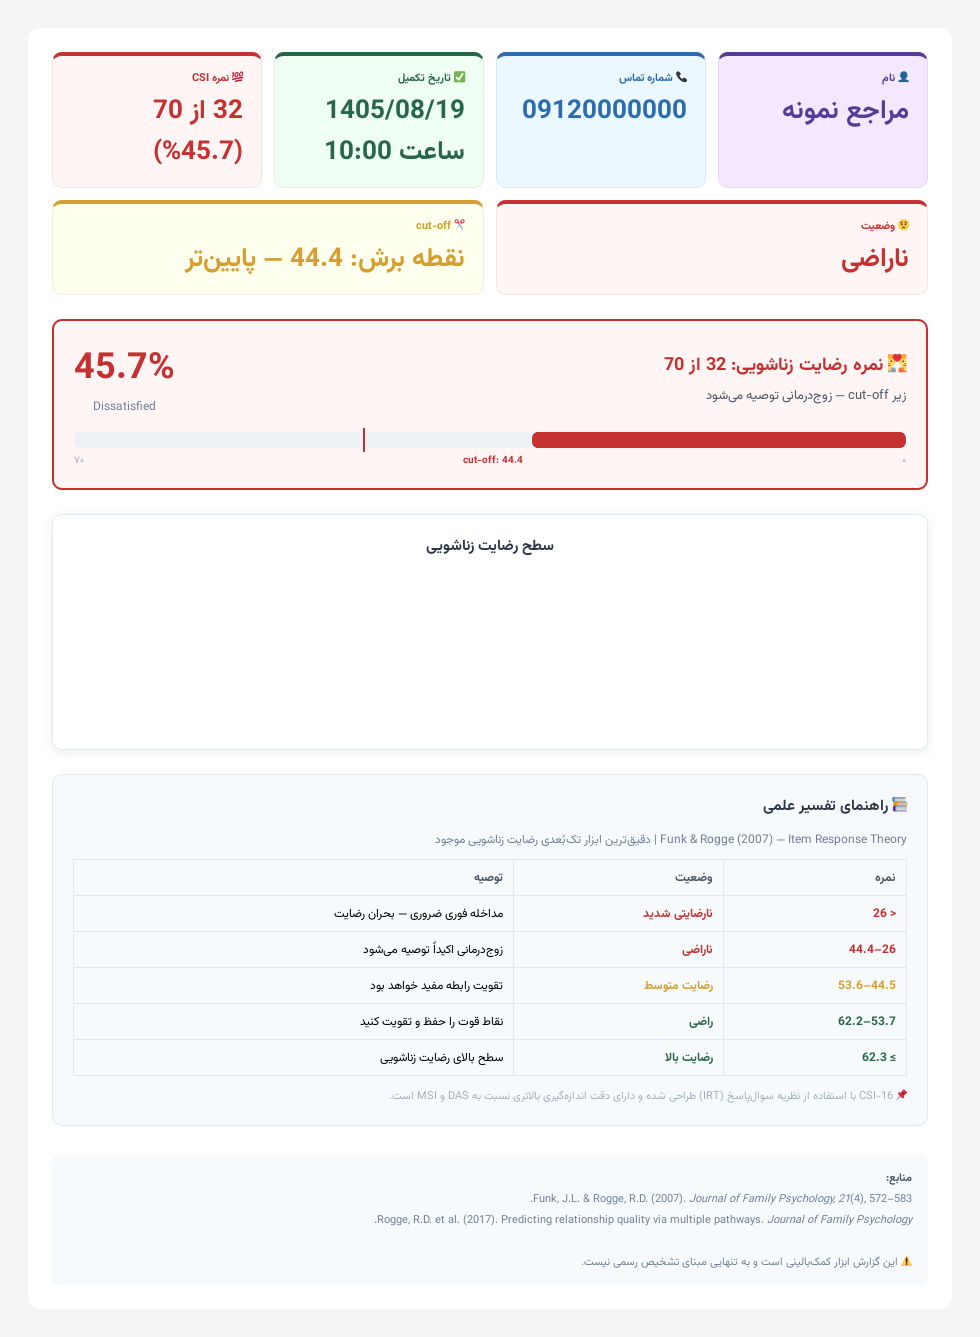 👤 نام
مراجع نمونه
📞 شماره تماس
09120000000
✅ تاریخ تکمیل
1405/08/19
ساعت 10:00
💯 نمره CSI
32 از 70
(45.7%)
🤨 وضعیت
ناراضی
✂️ cut-off
نقطه برش: 44.4 — پایین‌تر
💑 نمره رضایت زناشویی: 32 از 70
زیر cut-off — زوج‌درمانی توصیه می‌شود
45.7%
Dissatisfied
۰
cut-off: 44.4
۷۰
سطح رضایت زناشویی
📚 راهنمای تفسیر علمی
Funk & Rogge (2007) — Item Response Theory | دقیق‌ترین ابزار تک‌بُعدی رضایت زناشویی موجود
نمره وضعیت توصیه
< 26 نارضایتی شدید مداخله فوری ضروری — بحران رضایت
26–44.4 ناراضی زوج‌درمانی اکیداً توصیه می‌شود
44.5–53.6 رضایت متوسط تقویت رابطه مفید خواهد بود
53.7–62.2 راضی نقاط قوت را حفظ و تقویت کنید
≥ 62.3 رضایت بالا سطح بالای رضایت زناشویی
📌 CSI-16 با استفاده از نظریه سوال‌پاسخ (IRT) طراحی شده و دارای دقت اندازه‌گیری بالاتری نسبت به DAS و MSI است.
منابع:
Funk, J.L. & Rogge, R.D. (2007). Journal of Family Psychology, 21(4), 572–583.
Rogge, R.D. et al. (2017). Predicting relationship quality via multiple pathways. Journal of Family Psychology.
⚠️ این گزارش ابزار کمک‌بالینی است و به تنهایی مبنای تشخیص رسمی نیست.